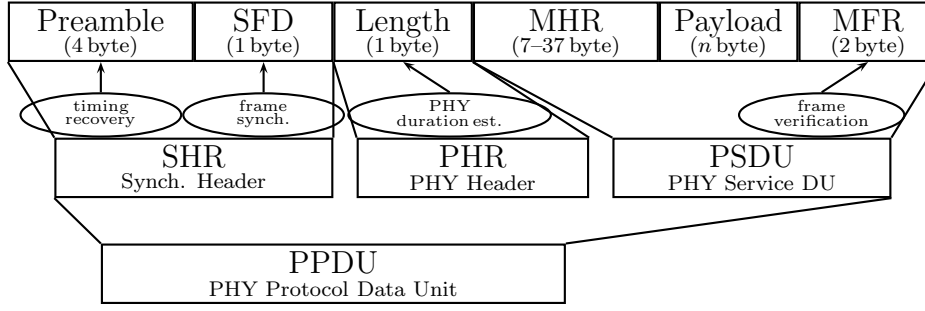 Preamble
(4 byte)
SFD
(1 byte)
Length
(1 byte)
MHR
(7–37 byte)
Payload
(n byte)
MFR
(2 byte)
timing
recovery
frame
synch.
PHY
duration est.
frame
verification
SHR
Synch. Header
PHR
PHY Header
PSDU
PHY Service DU
PPDU
PHY Protocol Data Unit